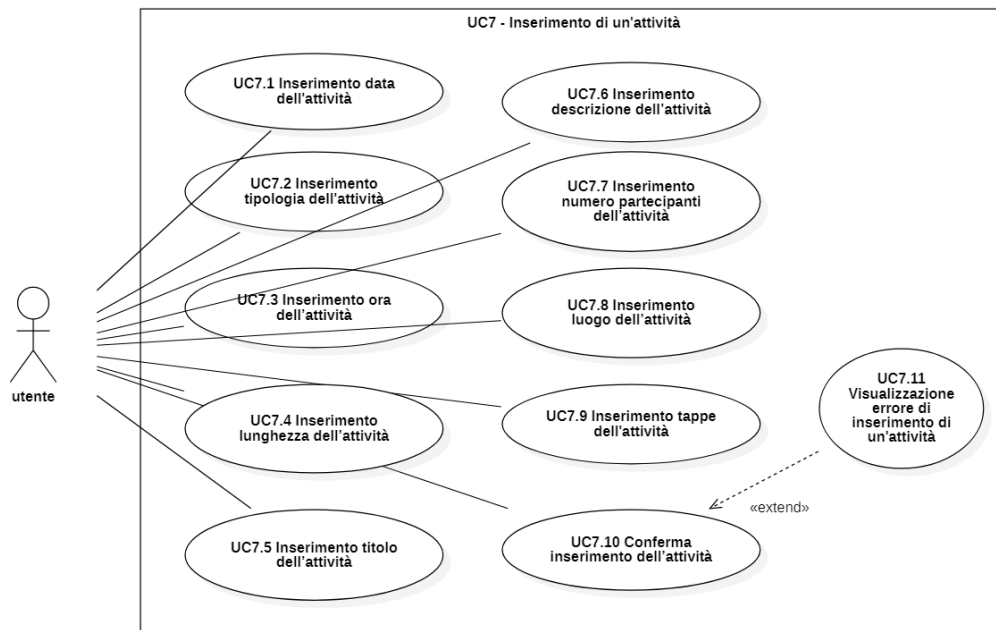 UC7 - Inserimento di un'attività
UC7.1 Inserimento data
dell'attività
UC7.6 Inserimento
descrizione dell'attività
UC7.2 Inserimento
tipologia dell'attività
UC7.7 Inserimento
numero partecipanti
dell'attività
UC7.3 Inserimento ora
dell'attività
UC7.8 Inserimento
luogo dell'attività
utente
UC7.11
Visualizzazione
errore di
inserimento di
un'attività
UC7.4 Inserimento
lunghezza dell'attività
UC7.9 Inserimento tappe
dell'attività
«extend»
UC7.5 Inserimento titolo
dell'attività
UC7.10 Conferma
inserimento dell'attività